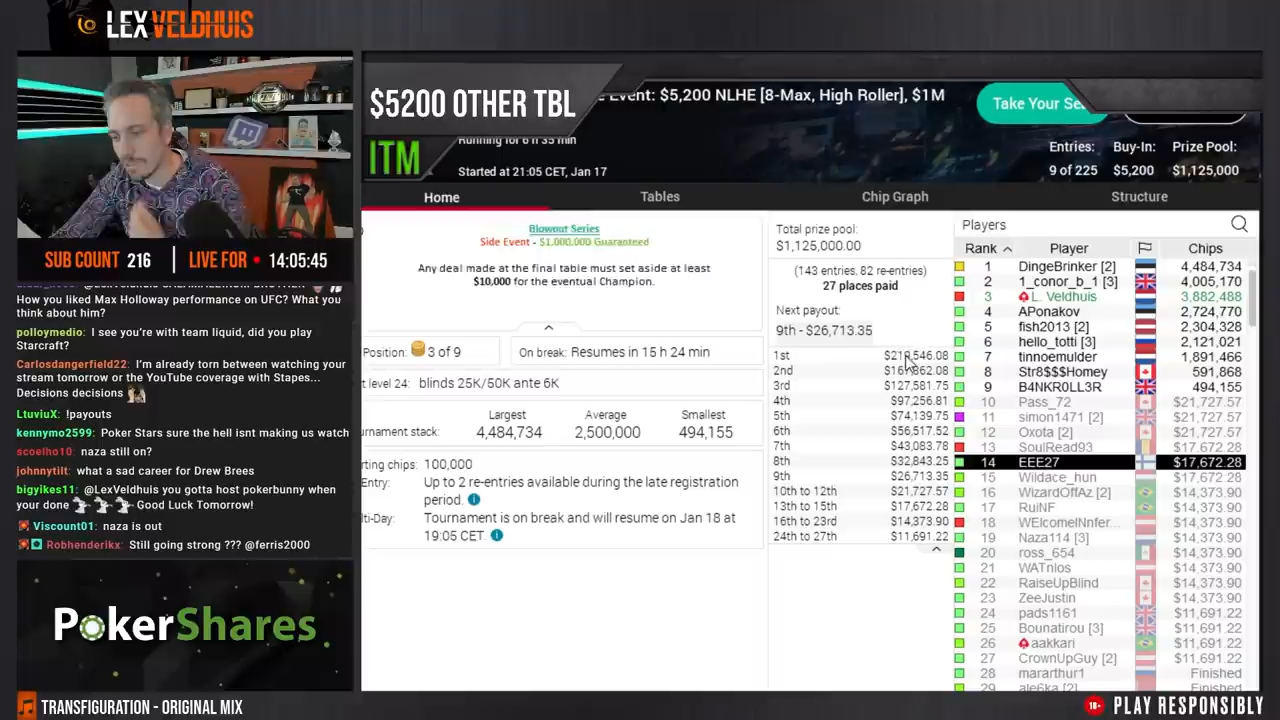 LEXVELDHUIS
$5200 OTHER TBL
ITM
Event: $5,200 NLHE [8-Max, High Roller], $1M
Take Your Se
Running for 6 h 35 min
Started at 21:05 CET, Jan 17
Entries: Buy-In: Prize Pool:
9 of 225 $5,200 $1,125,000
Home Tables Chip Graph Structure
SUB COUNT 216 LIVE FOR 14:05:45
How you liked Max Holloway performance on UFC? What you
think about him?
polloymedio: I see you're with team liquid, did you play
Starcraft?
Carlosdangerfield22: I'm already torn between watching your
stream tomorrow or the YouTube coverage with Stapes...
Decisions decisions
LtuviuX: !payouts
kennymo2599: Poker Stars sure the hell isnt making us watch
scoelho10: naza still on?
johnnytilt: what a sad career for Drew Brees
bigyikes11: @LexVeldhuis you gotta host pokerbunny when
your done Good Luck Tomorrow!
Viscount01: naza is out
Robhenderikx: Still going strong ??? @ferris2000
PokerShares
TRANSFIGURATION - ORIGINAL MIX
Blowout Series
Side Event - $1,000,000 Guaranteed
Any deal made at the final table must set aside at least
$10,000 for the eventual Champion.
Position: 3 of 9
On break: Resumes in 15 h 24 min
t level 24: blinds 25K/50K ante 6K
Largest Average Smallest
urnament stack: 4,484,734 2,500,000 494,155
rting chips: 100,000
Entry: Up to 2 re-entries available during the late registration
period.
lti-Day: Tournament is on break and will resume on Jan 18 at
19:05 CET.
Total prize pool:
$1,125,000.00
(143 entries, 82 re-entries)
27 places paid
Next payout:
9th - $26,713.35
1st
2nd
3rd $127,581.75
4th $97,256.81
5th $74,139.75
6th $56,517.52
7th $43,083.78
8th $32,843.25
9th $26,713.35
10th to 12th $21,727.57
13th to 15th $17,672.28
16th to 23rd $14,373.90
24th to 27th $11,691.22
Players
Rank Player Chips
1 DingeBrinker [2] 4,484,734
2 1_conor_b_1 [3] 4,005,170
3 L. Veldhuis 3,882,488
4 APonakov 2,724,770
5 fish2013 [2] 2,304,328
6 hello_totti [3] 2,121,021
7 tinnoemulder 1,891,466
8 Str8$$$Homey 591,868
9 B4NKR0LL3R 494,155
10 Pass_72 $21,727.57
11 simon1471 [2] $21,727.57
12 Oxota [2] $21,727.57
13 SoulRead93 $17,672.28
14 EEE27 $17,672.28
15 Wildace_hun $17,672.28
16 WizardOffAz [2] $14,373.90
17 RuiNF $14,373.90
18 WElcomeINnfer... $14,373.90
19 Naza114 [3] $14,373.90
20 ross_654 $14,373.90
21 WATnlos $14,373.90
22 RaiseUpBlind $14,373.90
23 ZeeJustin $14,373.90
24 pads1161 $11,691.22
25 Bounatirou [3] $11,691.22
26 aakkari $11,691.22
27 CrownUpGuy [2] $11,691.22
28 mararthur1 Finished
29 ale6ka [2] Finished
18+ PLAY RESPONSIBLY